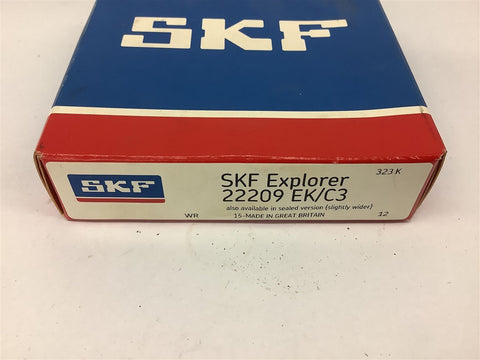 SKF
SKF
SKF Explorer
323 K
22209 EK/C3
also available in sealed version (slightly wider)
WR
15-MADE IN GREAT BRITAIN
12